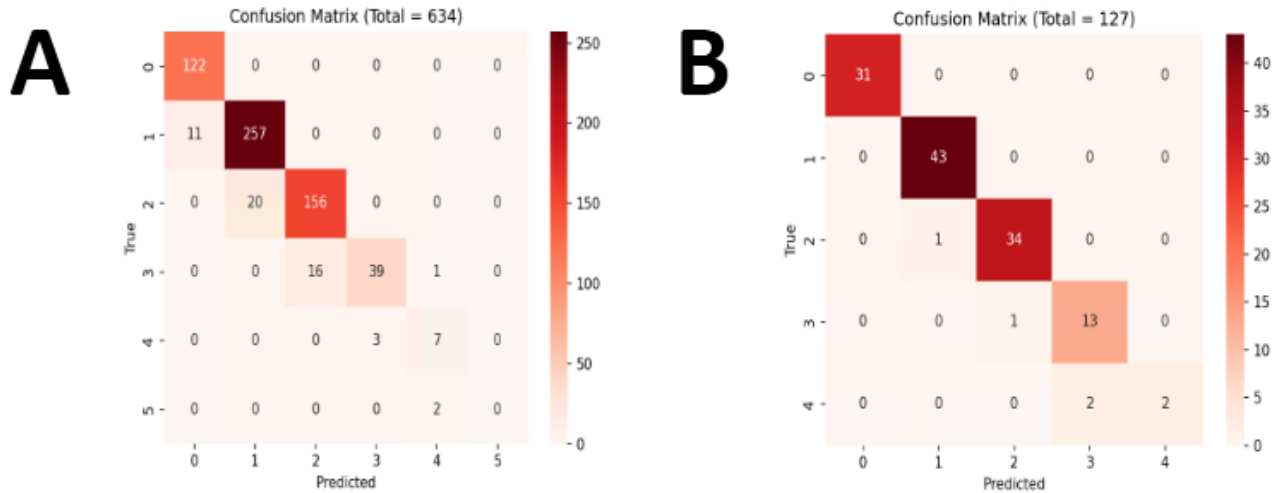 A
Confusion Matrix (Total = 634)
0 122 0 0 0 0 0
1 11 257 0 0 0 0
2 0 20 156 0 0 0
3 0 0 16 39 1 0
4 0 0 0 3 7 0
5 0 0 0 0 2 0
0 1 2 3 4 5
True
Predicted
250
200
150
100
50
0
B
Confusion Matrix (Total = 127)
0 31 0 0 0 0
1 0 43 0 0 0
2 0 1 34 0 0
3 0 0 1 13 0
4 0 0 0 2 2
0 1 2 3 4
True
Predicted
40
35
30
25
20
15
10
5
0